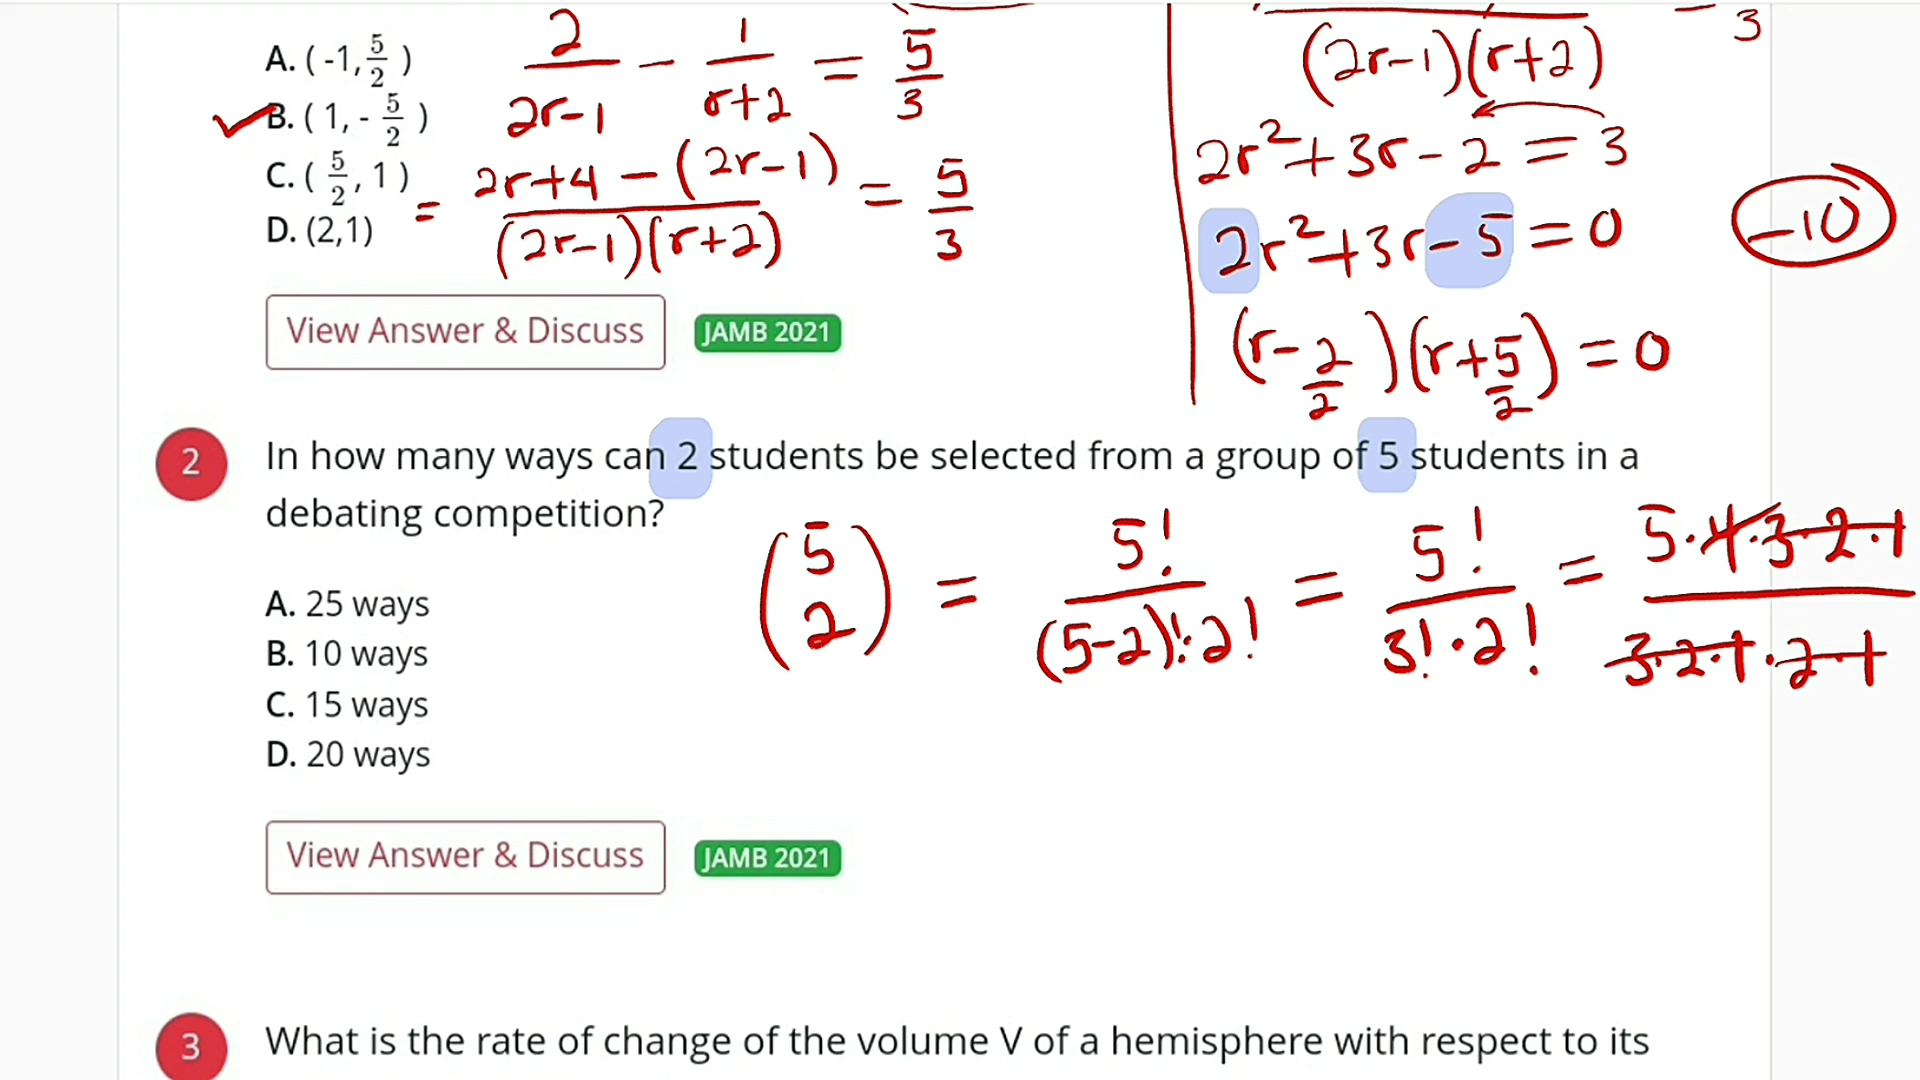 A. ( -1, 5/2 )
B. ( 1, - 5/2 )
C. ( 5/2, 1 )
D. (2,1)
2/(2r-1) - 1/(r+2) = 5/3
= (2r+4 - (2r-1))/((2r-1)(r+2)) = 5/3
(2r-1)(r+2)
3
2r²+3r-2 = 3
2r²+3r-5 = 0
-10
(r-2/2)(r+5/2) = 0
View Answer & Discuss JAMB 2021
2 In how many ways can 2 students be selected from a group of 5 students in a
debating competition?
(5 2) = 5!/((5-2)!·2!) = 5!/(3!·2!) = 5·4·3·2·1/(3·2·1·2·1)
A. 25 ways
B. 10 ways
C. 15 ways
D. 20 ways
View Answer & Discuss JAMB 2021
3 What is the rate of change of the volume V of a hemisphere with respect to its